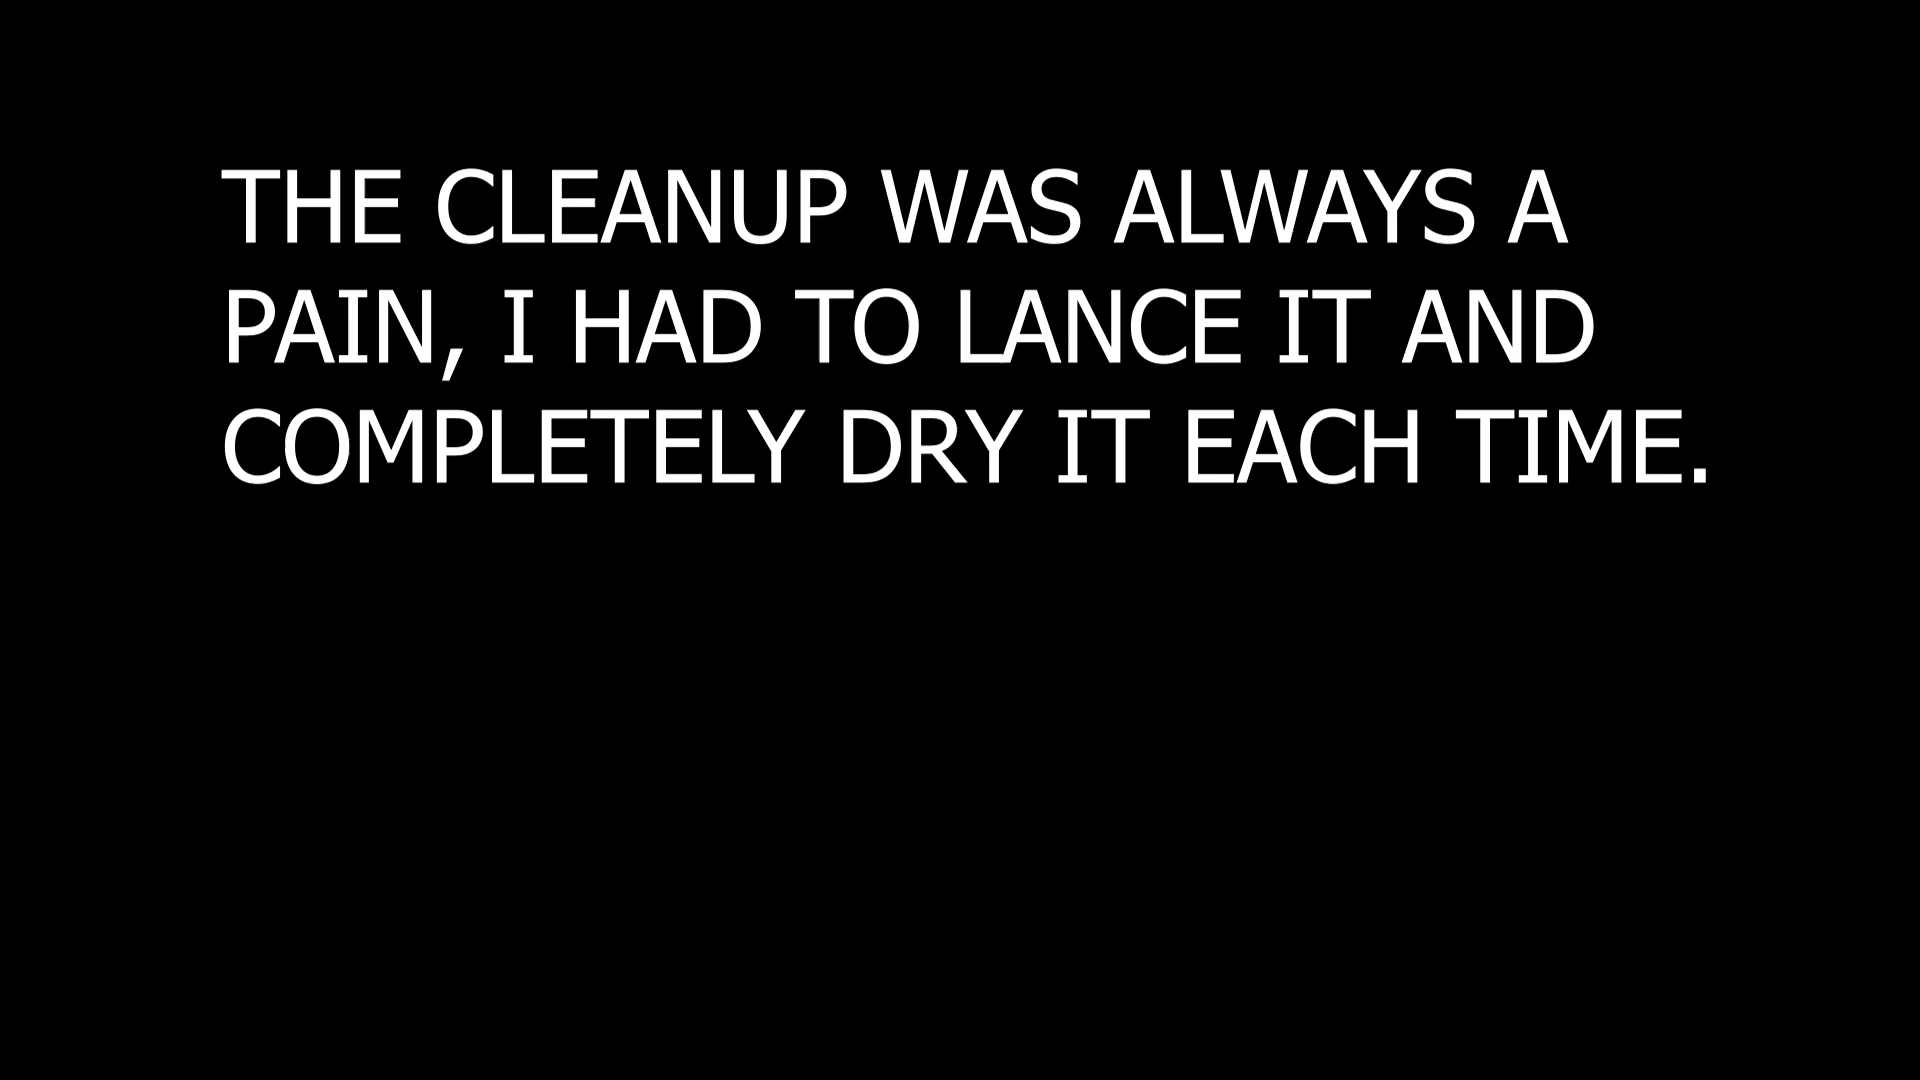 THE CLEANUP WAS ALWAYS A
PAIN, I HAD TO LANCE IT AND
COMPLETELY DRY IT EACH TIME.